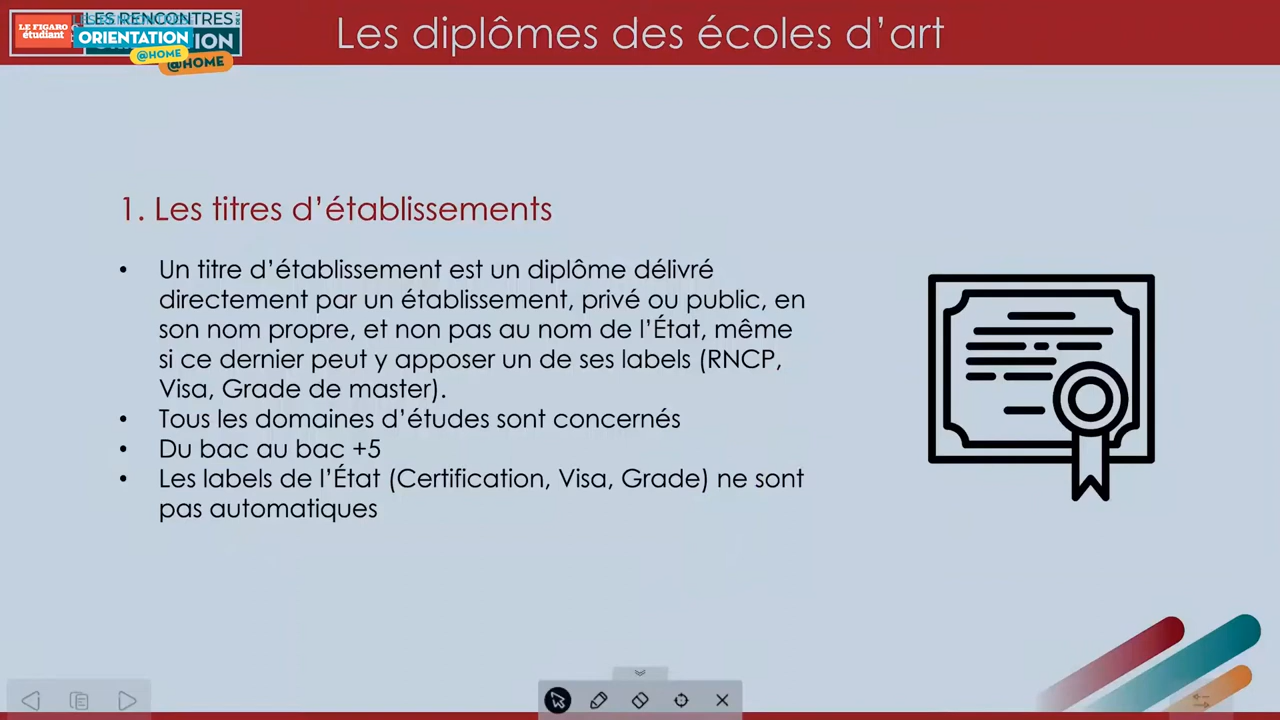 LE FIGARO
étudiant
LES RENCONTRES
ORIENTATION
@HOME
@HOME
Les diplômes des écoles d’art
1. Les titres d’établissements
• Un titre d’établissement est un diplôme délivré
directement par un établissement, privé ou public, en
son nom propre, et non pas au nom de l’État, même
si ce dernier peut y apposer un de ses labels (RNCP,
Visa, Grade de master).
• Tous les domaines d’études sont concernés
• Du bac au bac +5
• Les labels de l’État (Certification, Visa, Grade) ne sont
pas automatiques